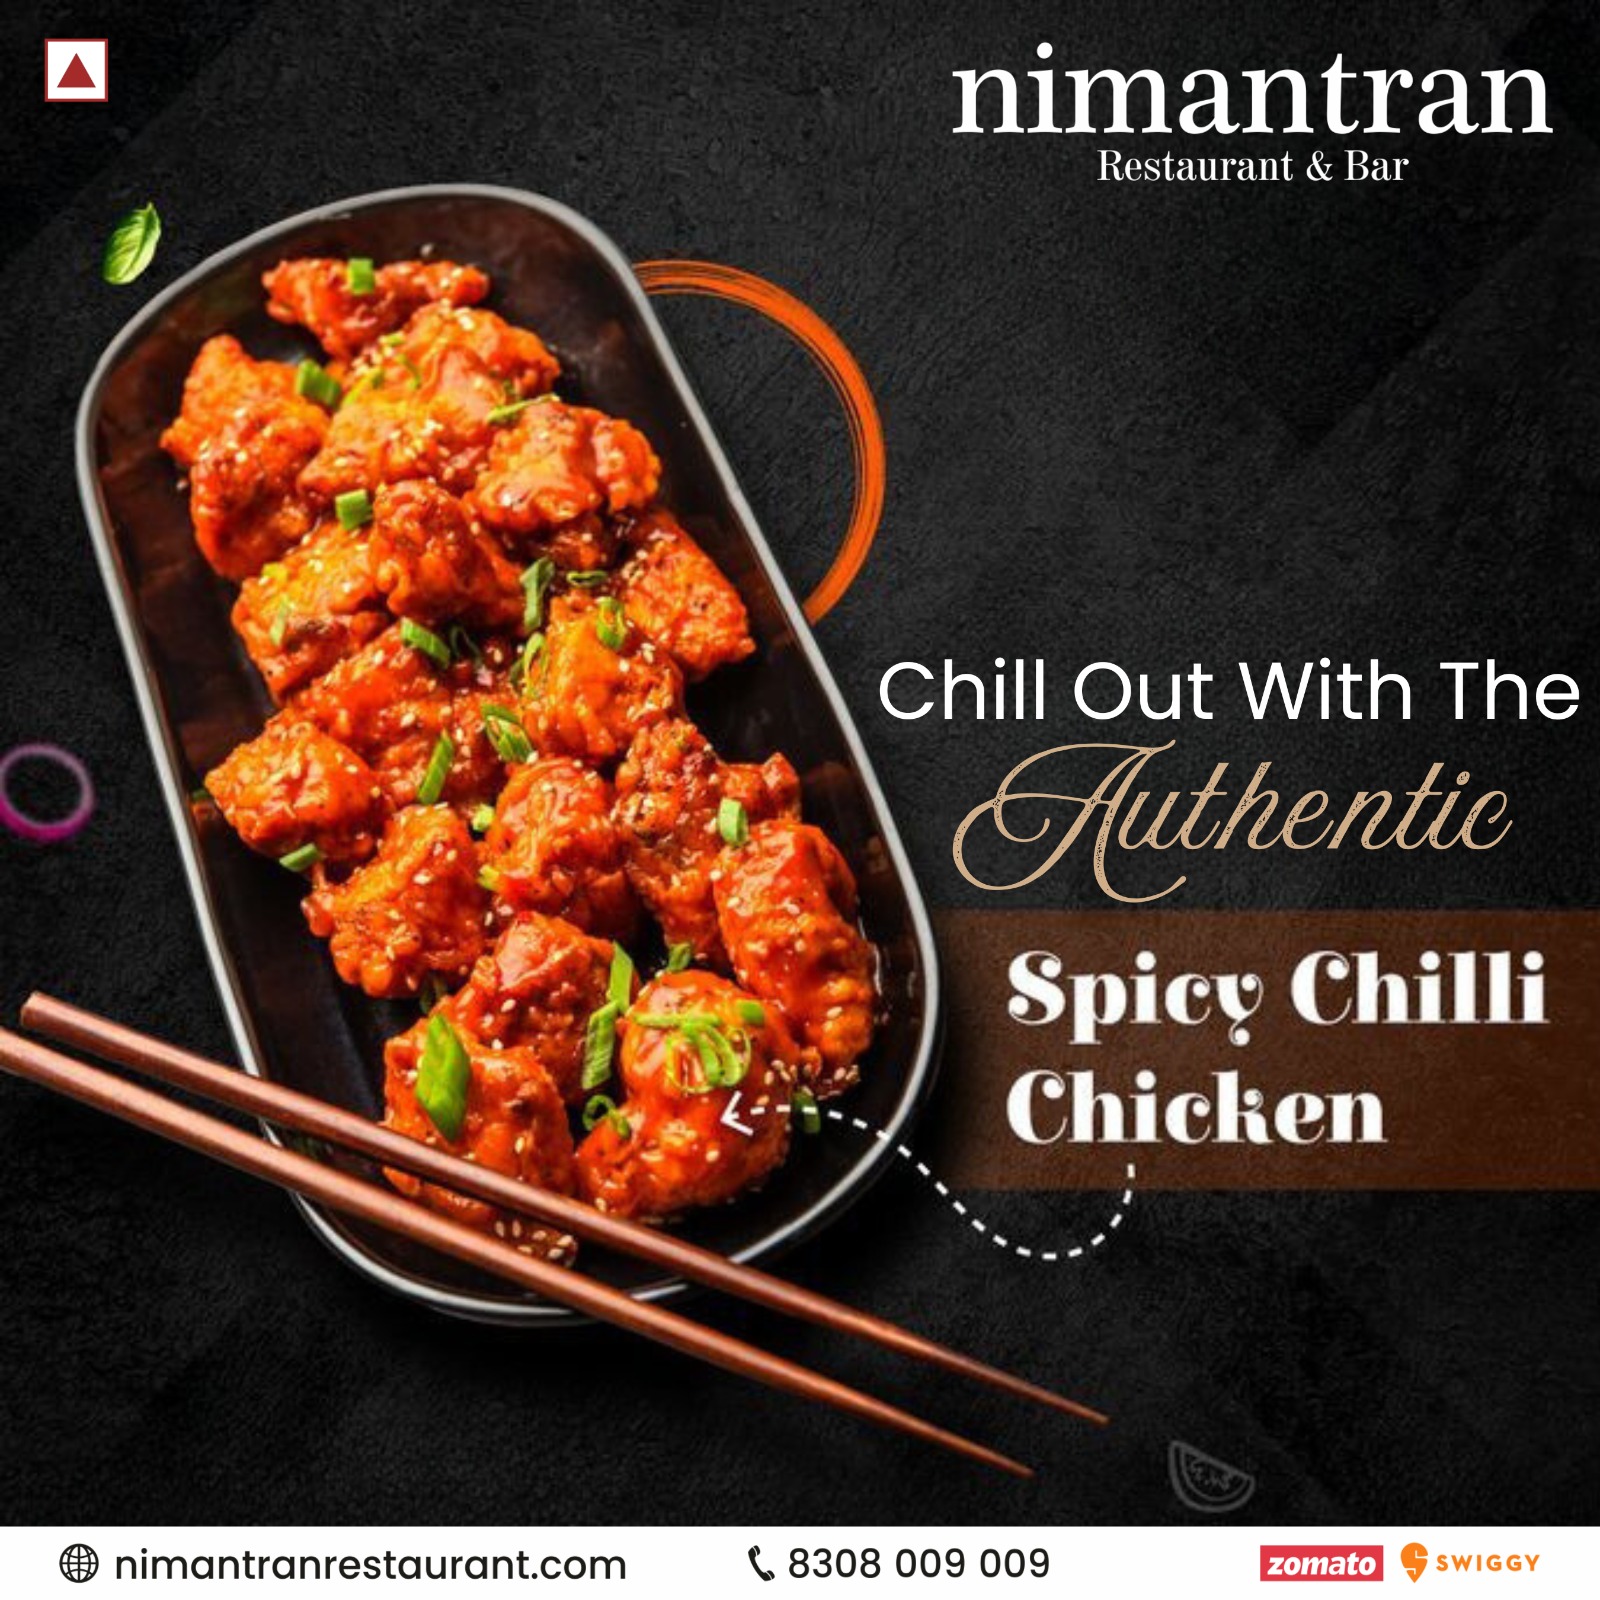 nimantran
Restaurant & Bar
Chill Out With The
Authentic
Spicy Chilli
Chicken
nimantranrestaurant.com
8308 009 009
zomato
SWIGGY